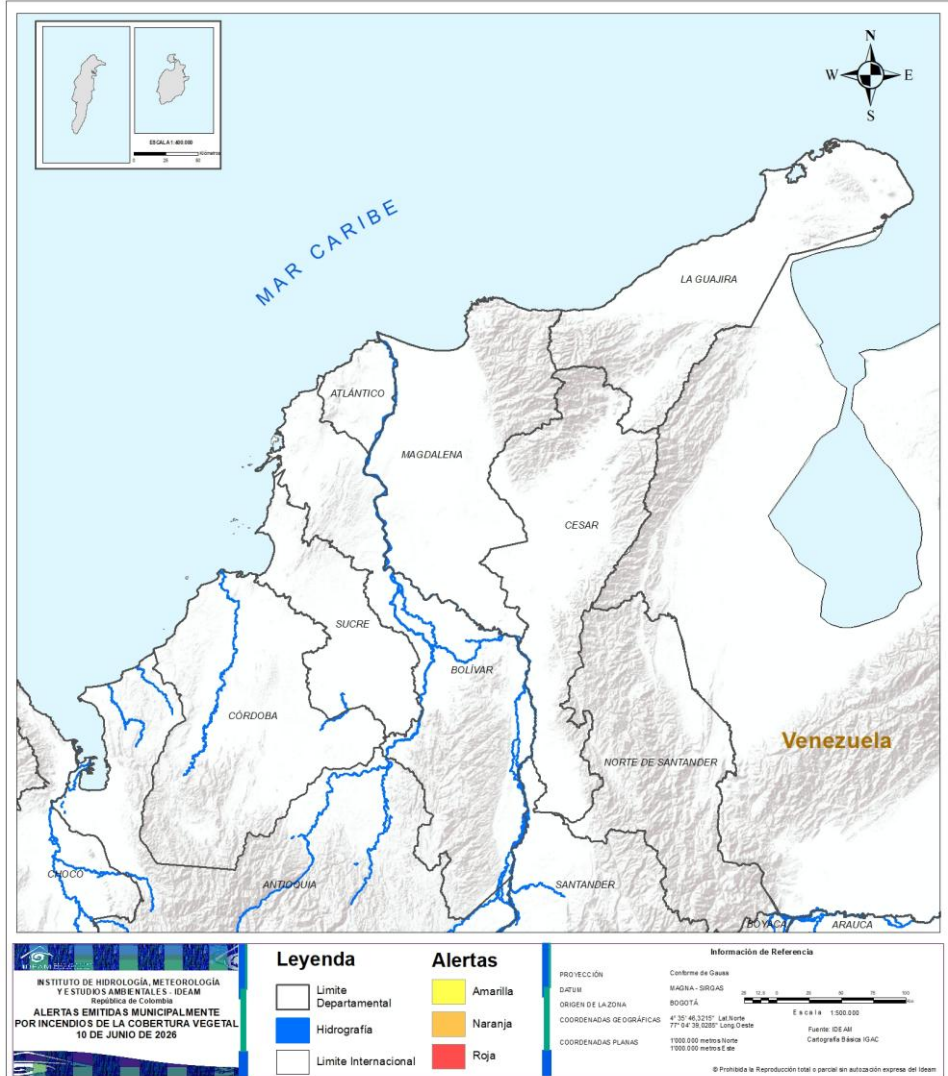 N
W
E
S
ESCALA 1:400.000
MAR CARIBE
LA GUAJIRA
ATLÁNTICO
MAGDALENA
CESAR
SUCRE
BOLÍVAR
CÓRDOBA
Venezuela
NORTE DE SANTANDER
CHOCÓ
ANTIOQUIA
SANTANDER
BOYACÁ
ARAUCA
IDEAM
INSTITUTO DE HIDROLOGÍA, METEOROLOGÍA
Y ESTUDIOS AMBIENTALES - IDEAM
República de Colombia
ALERTAS EMITIDAS MUNICIPALMENTE
POR INCENDIOS DE LA COBERTURA VEGETAL
10 DE JUNIO DE 2026
Leyenda
Limite
Departamental
Hidrografía
Limite Internacional
Alertas
Amarilla
Naranja
Roja
Información de Referencia
PROYECCIÓN Conforme de Gauss
DATUM MAGNA - SIRGAS
ORIGEN DE LA ZONA BOGOTÁ
COORDENADAS GEOGRÁFICAS 4° 35' 46,3215" Lat.Norte
77° 04' 39,0285" Long.Oeste
COORDENADAS PLANAS 1'000.000 metros Norte
1'000.000 metros Este
Escala 1:500.000
Fuente: IDEAM
Cartografía Básica IGAC
© Prohibida la Reproducción total o parcial sin autozación expresa del Ideam